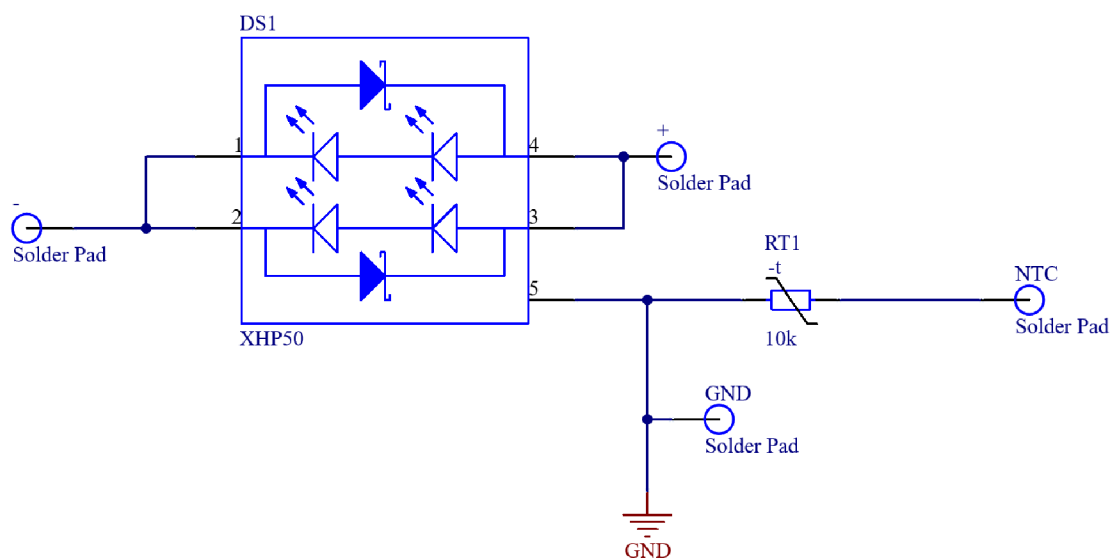 DS1
1
4
+
Solder Pad
-
Solder Pad
2
3
5
XHP50
RT1
-t
10k
NTC
Solder Pad
GND
Solder Pad
GND